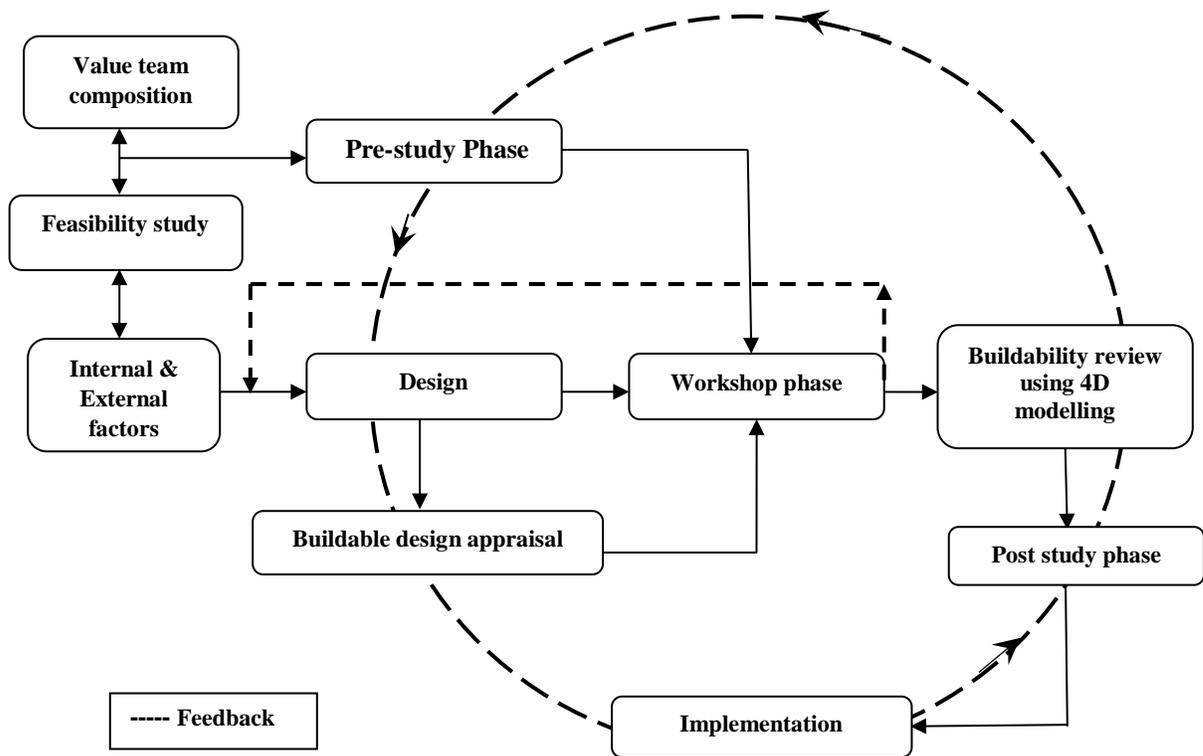 Value team
composition
Pre-study Phase
Feasibility study
Internal &
External
factors
Design
Workshop phase
Buildability review
using 4D
modelling
Buildable design appraisal
Post study phase
Implementation
----- Feedback